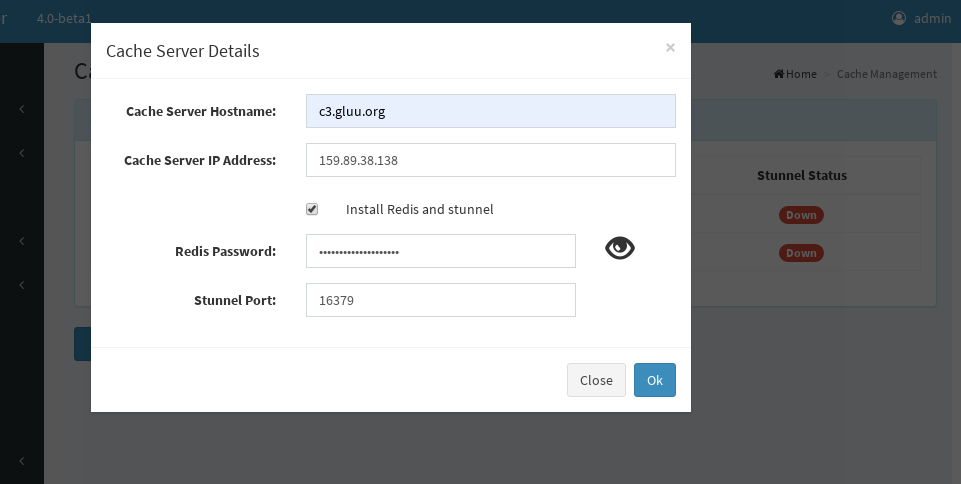 r 4.0-beta1 admin
Cache Server Details ×
Ca
Home > Cache Management
Cache Server Hostname: c3.gluu.org
Cache Server IP Address: 159.89.38.138
Stunnel Status
Install Redis and stunnel
Down
Redis Password: ••••••••••••••••••••
Down
Stunnel Port: 16379
Close Ok